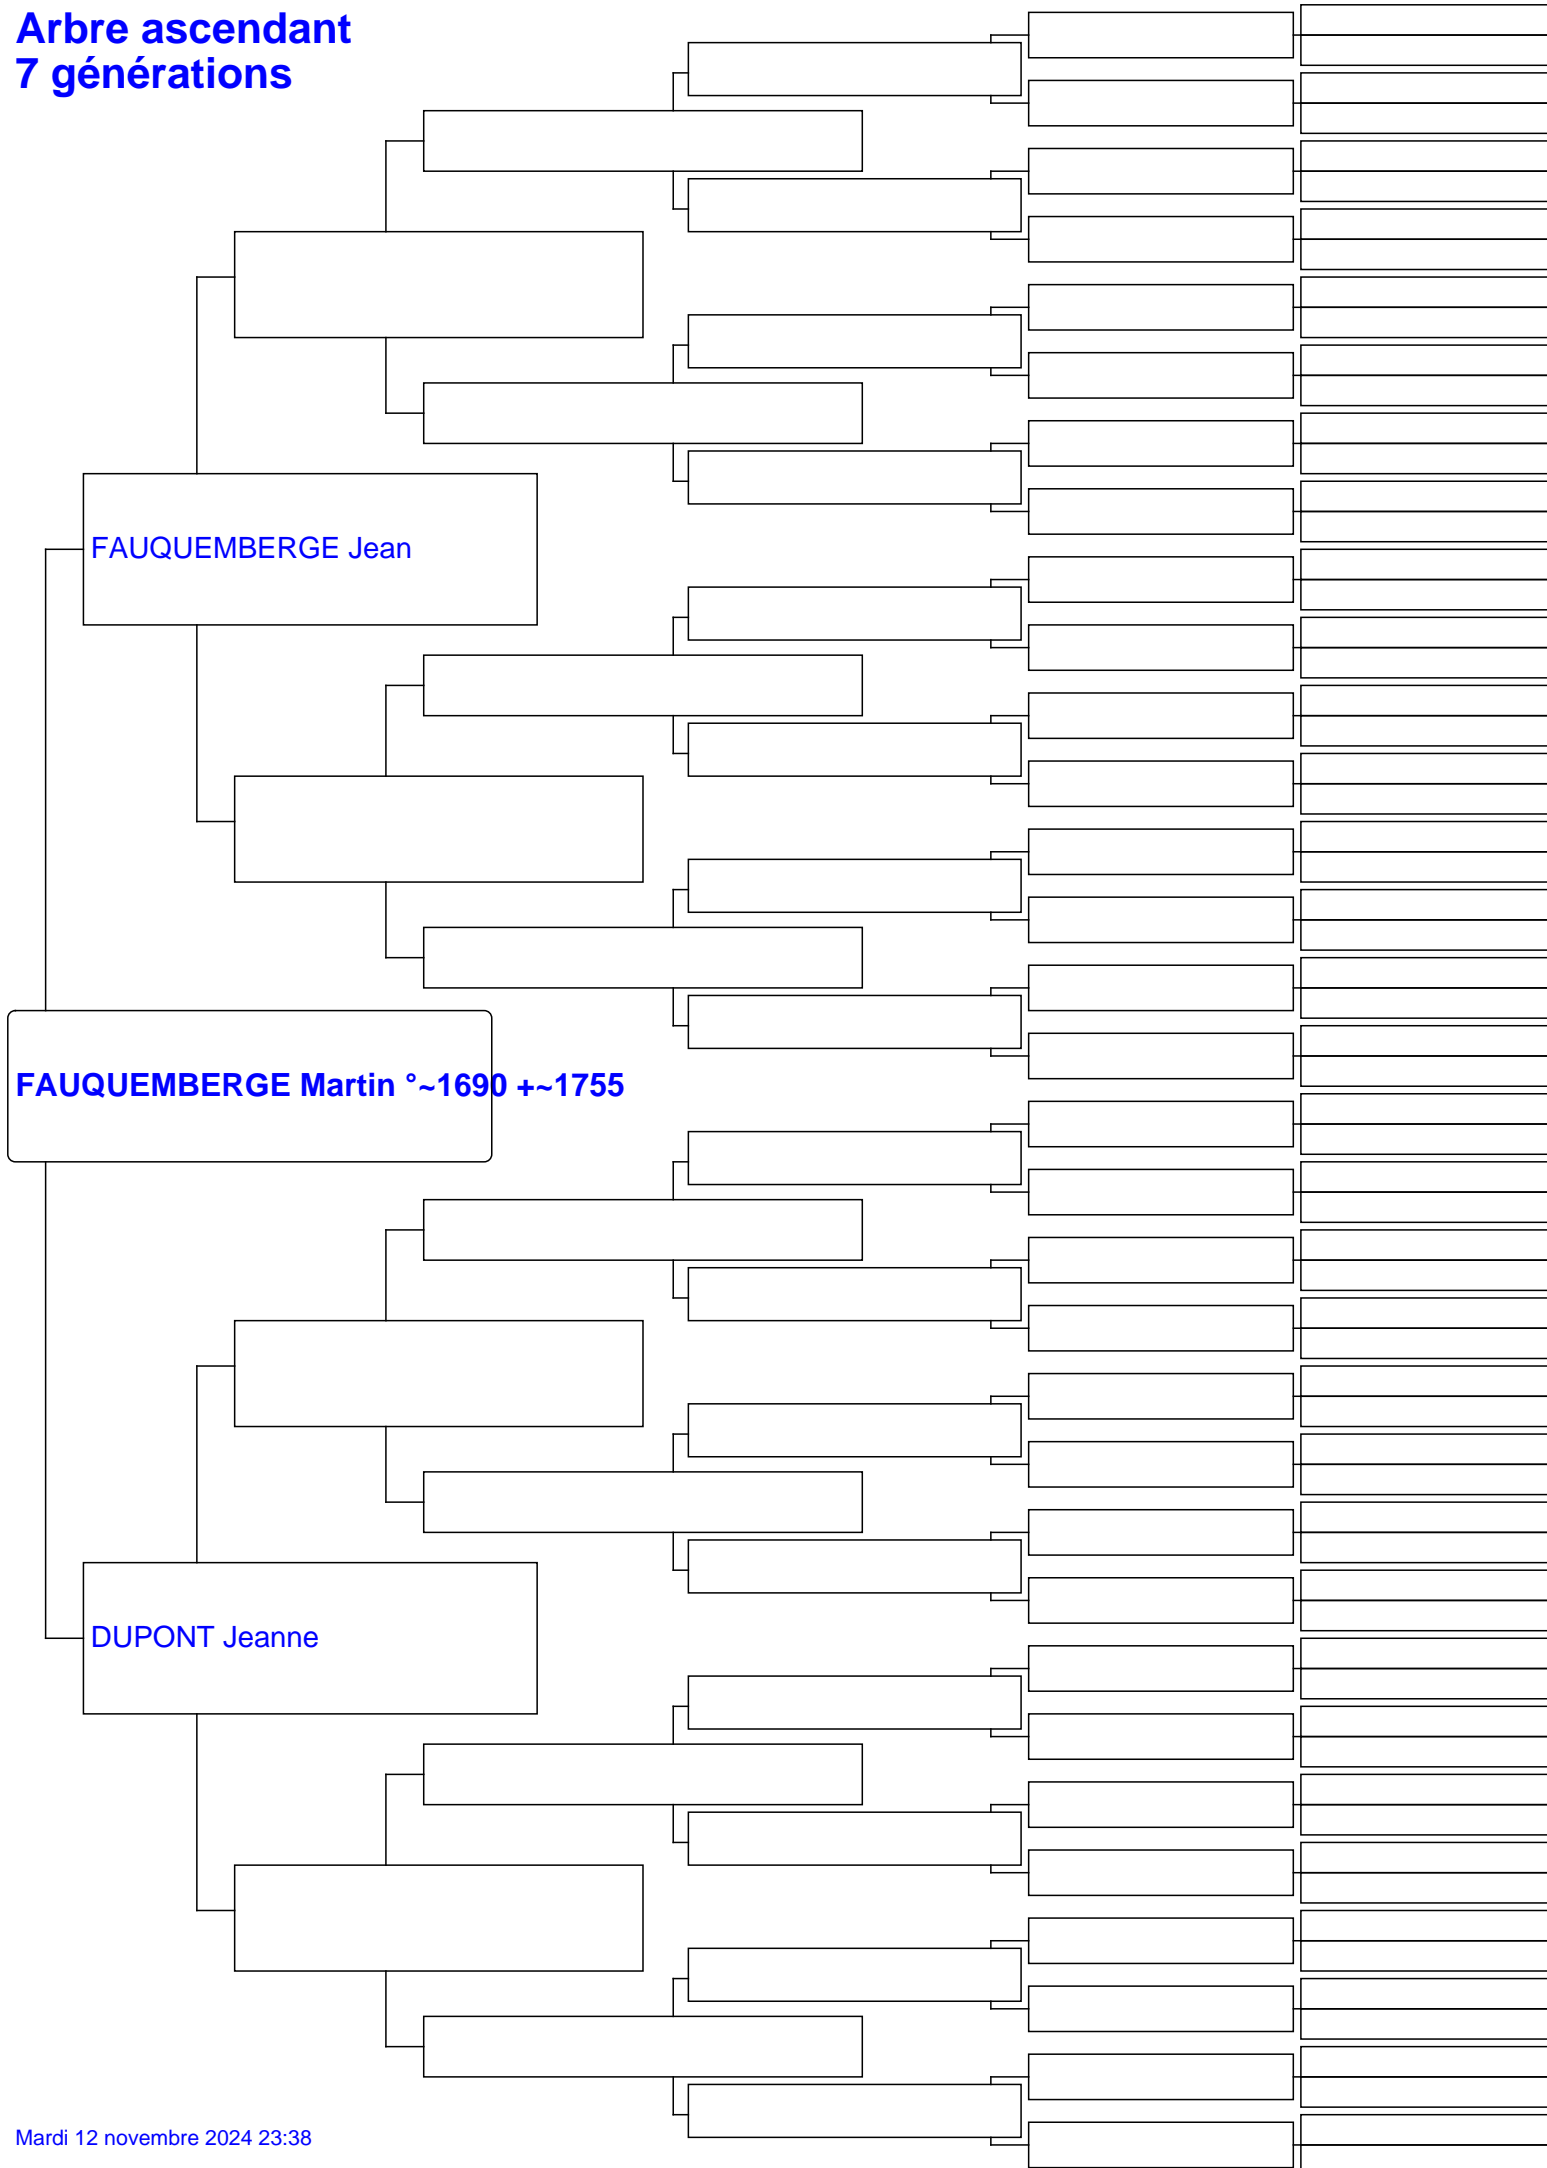 Arbre ascendant
7 générations
FAUQUEMBERGE Jean
FAUQUEMBERGE Martin °~1690 +~1755
DUPONT Jeanne
Mardi 12 novembre 2024 23:38